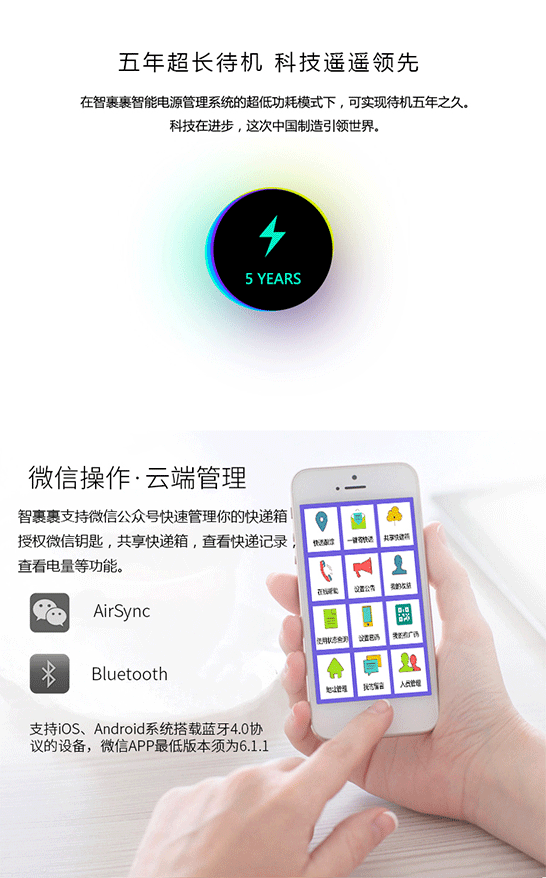 五年超长待机 科技遥遥领先
在智裹裹智能电源管理系统的超低功耗模式下，可实现待机五年之久。
科技在进步，这次中国制造引领世界。
5 YEARS
微信操作·云端管理
智裹裹支持微信公众号快速管理你的快递箱
授权微信钥匙，共享快递箱，查看快递记录，
查看电量等功能。
AirSync
Bluetooth
支持iOS、Android系统搭载蓝牙4.0协
议的设备，微信APP最低版本须为6.1.1
快递跟踪
一键寄快递
共享快递箱
在线帮助
设置公告
我的收获
使用状态查询
设置密码
我的推广码
地址管理
我的留言
人员管理